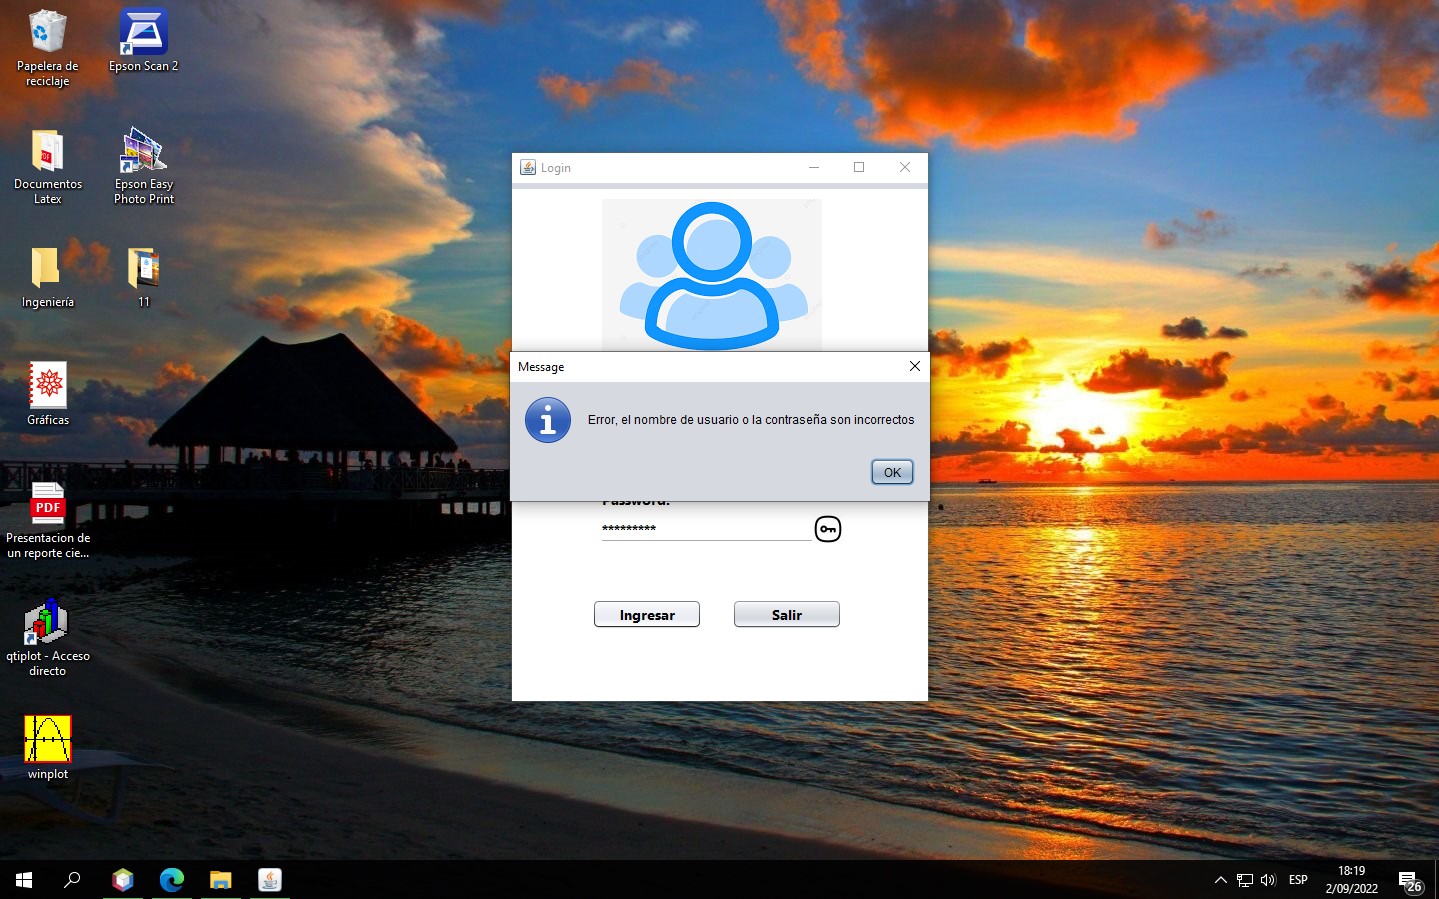 Papelera de
reciclaje
Epson Scan 2
Documentos
Latex
Epson Easy
Photo Print
Ingeniería
11
Gráficas
PDF
Presentacion de
un reporte cie...
qtiplot - Acceso
directo
winplot
Login
Message
Error, el nombre de usuario o la contraseña son incorrectos
OK
Password:
*********
Ingresar
Salir
ESP
18:19
2/09/2022
26